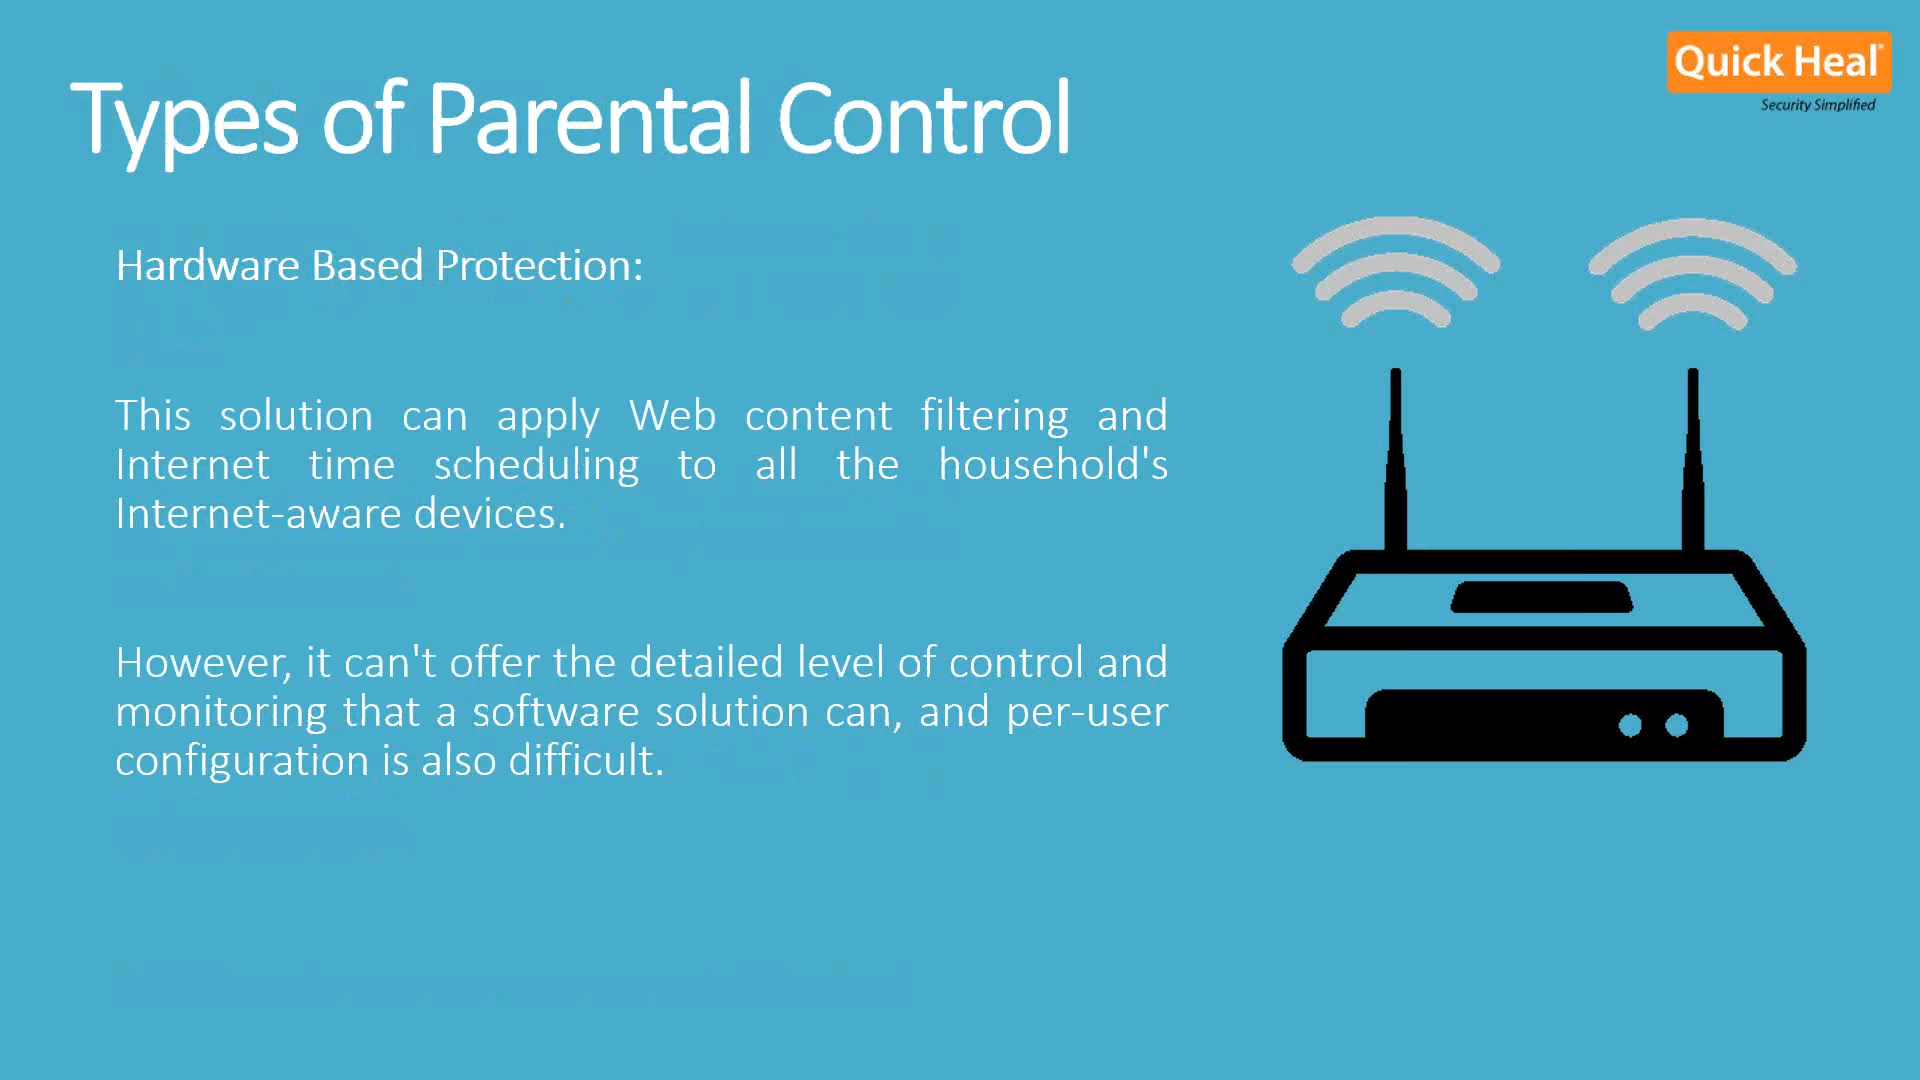 Quick Heal
Security Simplified
Types of Parental Control
Hardware Based Protection:
This solution can apply Web content filtering and
Internet time scheduling to all the household's
Internet-aware devices.
However, it can't offer the detailed level of control and
monitoring that a software solution can, and per-user
configuration is also difficult.